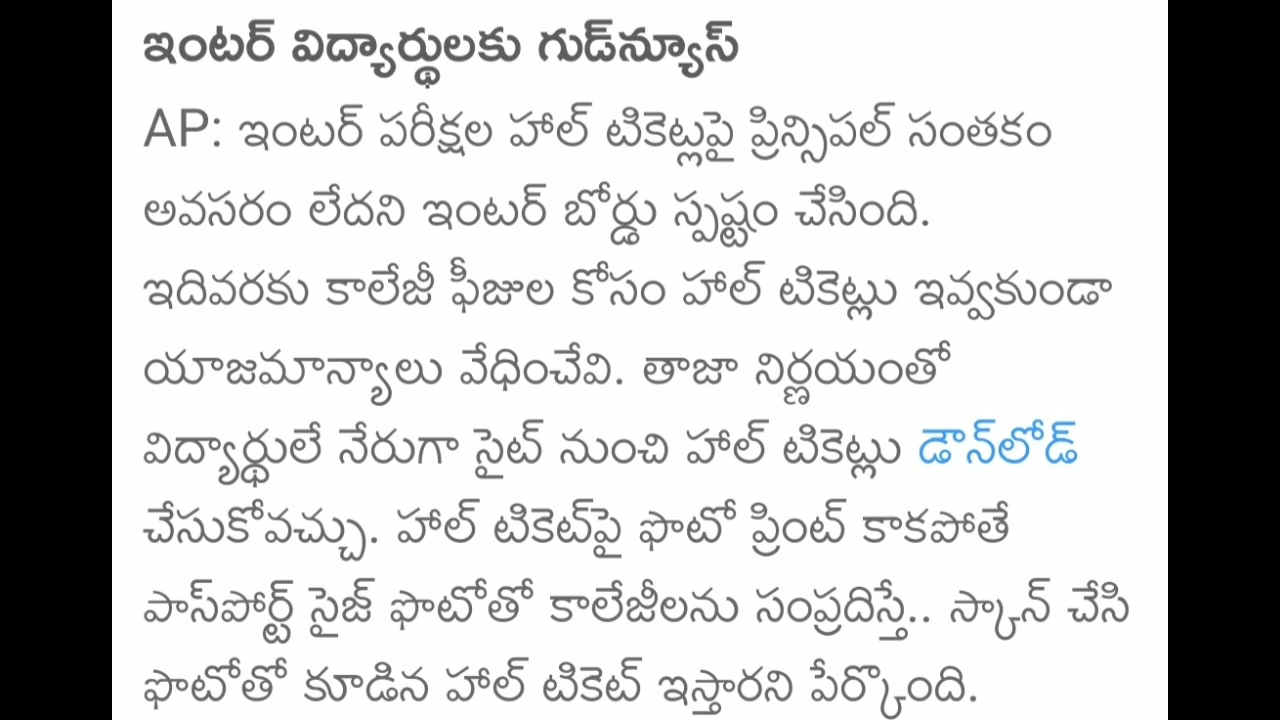 ఇంటర్ విద్యార్థులకు గుడ్‌న్యూస్
AP: ఇంటర్ పరీక్షల హాల్ టికెట్లపై ప్రిన్సిపల్ సంతకం
అవసరం లేదని ఇంటర్ బోర్డు స్పష్టం చేసింది.
ఇదివరకు కాలేజీ ఫీజుల కోసం హాల్ టికెట్లు ఇవ్వకుండా
యాజమాన్యాలు వేధించేవి. తాజా నిర్ణయంతో
విద్యార్థులే నేరుగా సైట్ నుంచి హాల్ టికెట్లు డౌన్‌లోడ్
చేసుకోవచ్చు. హాల్ టికెట్‌పై ఫొటో ప్రింట్ కాకపోతే
పాస్‌పోర్ట్ సైజ్ ఫొటోతో కాలేజీలను సంప్రదిస్తే.. స్కాన్ చేసి
ఫొటోతో కూడిన హాల్ టికెట్ ఇస్తారని పేర్కొంది.